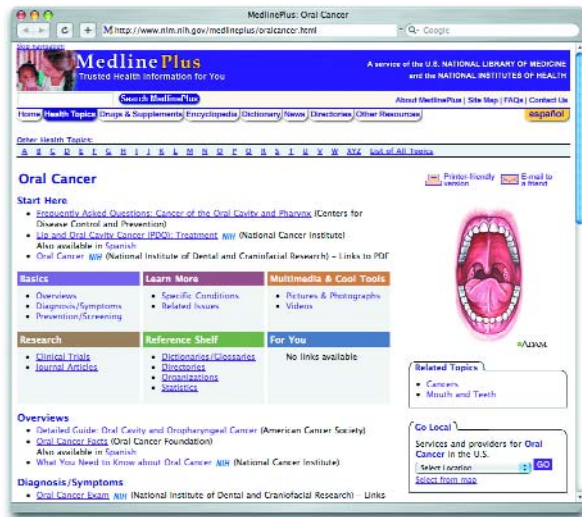 MedlinePlus: Oral Cancer
http://www.nlm.nih.gov/medlineplus/oralcancer.html
Google
Skip navigation
MedlinePlus
Trusted Health Information for You
A service of the U.S. NATIONAL LIBRARY OF MEDICINE
and the NATIONAL INSTITUTES OF HEALTH
Search MedlinePlus
About MedlinePlus | Site Map | FAQs | Contact Us
Home Health Topics Drugs & Supplements Encyclopedia Dictionary News Directories Other Resources español
Other Health Topics:
A B C D E F G H I J K L M N O P Q R S T U V W XYZ List of All Topics
Oral Cancer
Printer-friendly version
E-mail to a friend
Start Here
• Frequently Asked Questions: Cancer of the Oral Cavity and Pharynx (Centers for
Disease Control and Prevention)
• Lip and Oral Cavity Cancer (PDQ): Treatment NIH (National Cancer Institute)
Also available in Spanish
• Oral Cancer NIH (National Institute of Dental and Craniofacial Research) – Links to PDF
Basics
• Overviews
• Diagnosis/Symptoms
• Prevention/Screening
Learn More
• Specific Conditions
• Related Issues
Multimedia & Cool Tools
• Pictures & Photographs
• Videos
Research
• Clinical Trials
• Journal Articles
Reference Shelf
• Dictionaries/Glossaries
• Directories
• Organizations
• Statistics
For You
No links available
ADAM.
Related Topics
• Cancers
• Mouth and Teeth
Overviews
• Detailed Guide: Oral Cavity and Oropharyngeal Cancer (American Cancer Society)
• Oral Cancer Facts (Oral Cancer Foundation)
Also available in Spanish
• What You Need to Know about Oral Cancer NIH (National Cancer Institute)
Go Local
Services and providers for Oral
Cancer in the U.S.
Select Location GO
Select from map
Diagnosis/Symptoms
• Oral Cancer Exam NIH (National Institute of Dental and Craniofacial Research) – Links